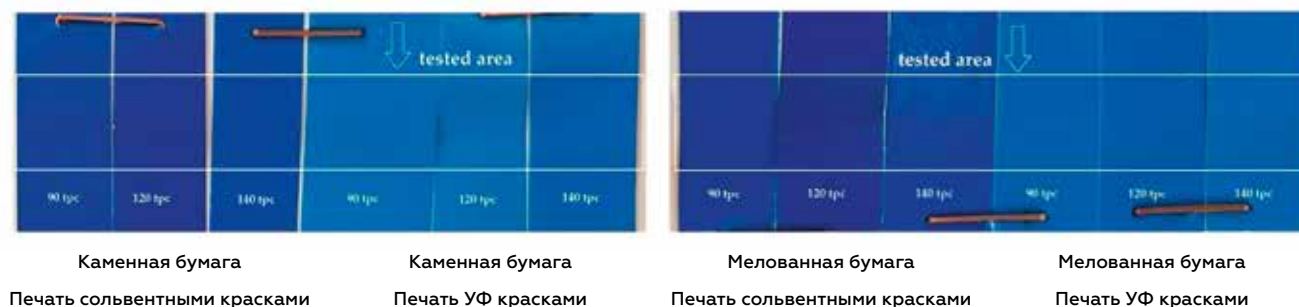 tested area
90 tpc 120 tpc 140 tpc 90 tpc 120 tpc 140 tpc
tested area
90 tpc 120 tpc 140 tpc 90 tpc 120 tpc 140 tpc
Каменная бумага Каменная бумага Мелованная бумага Мелованная бумага
Печать сольвентными красками Печать УФ красками Печать сольвентными красками Печать УФ красками